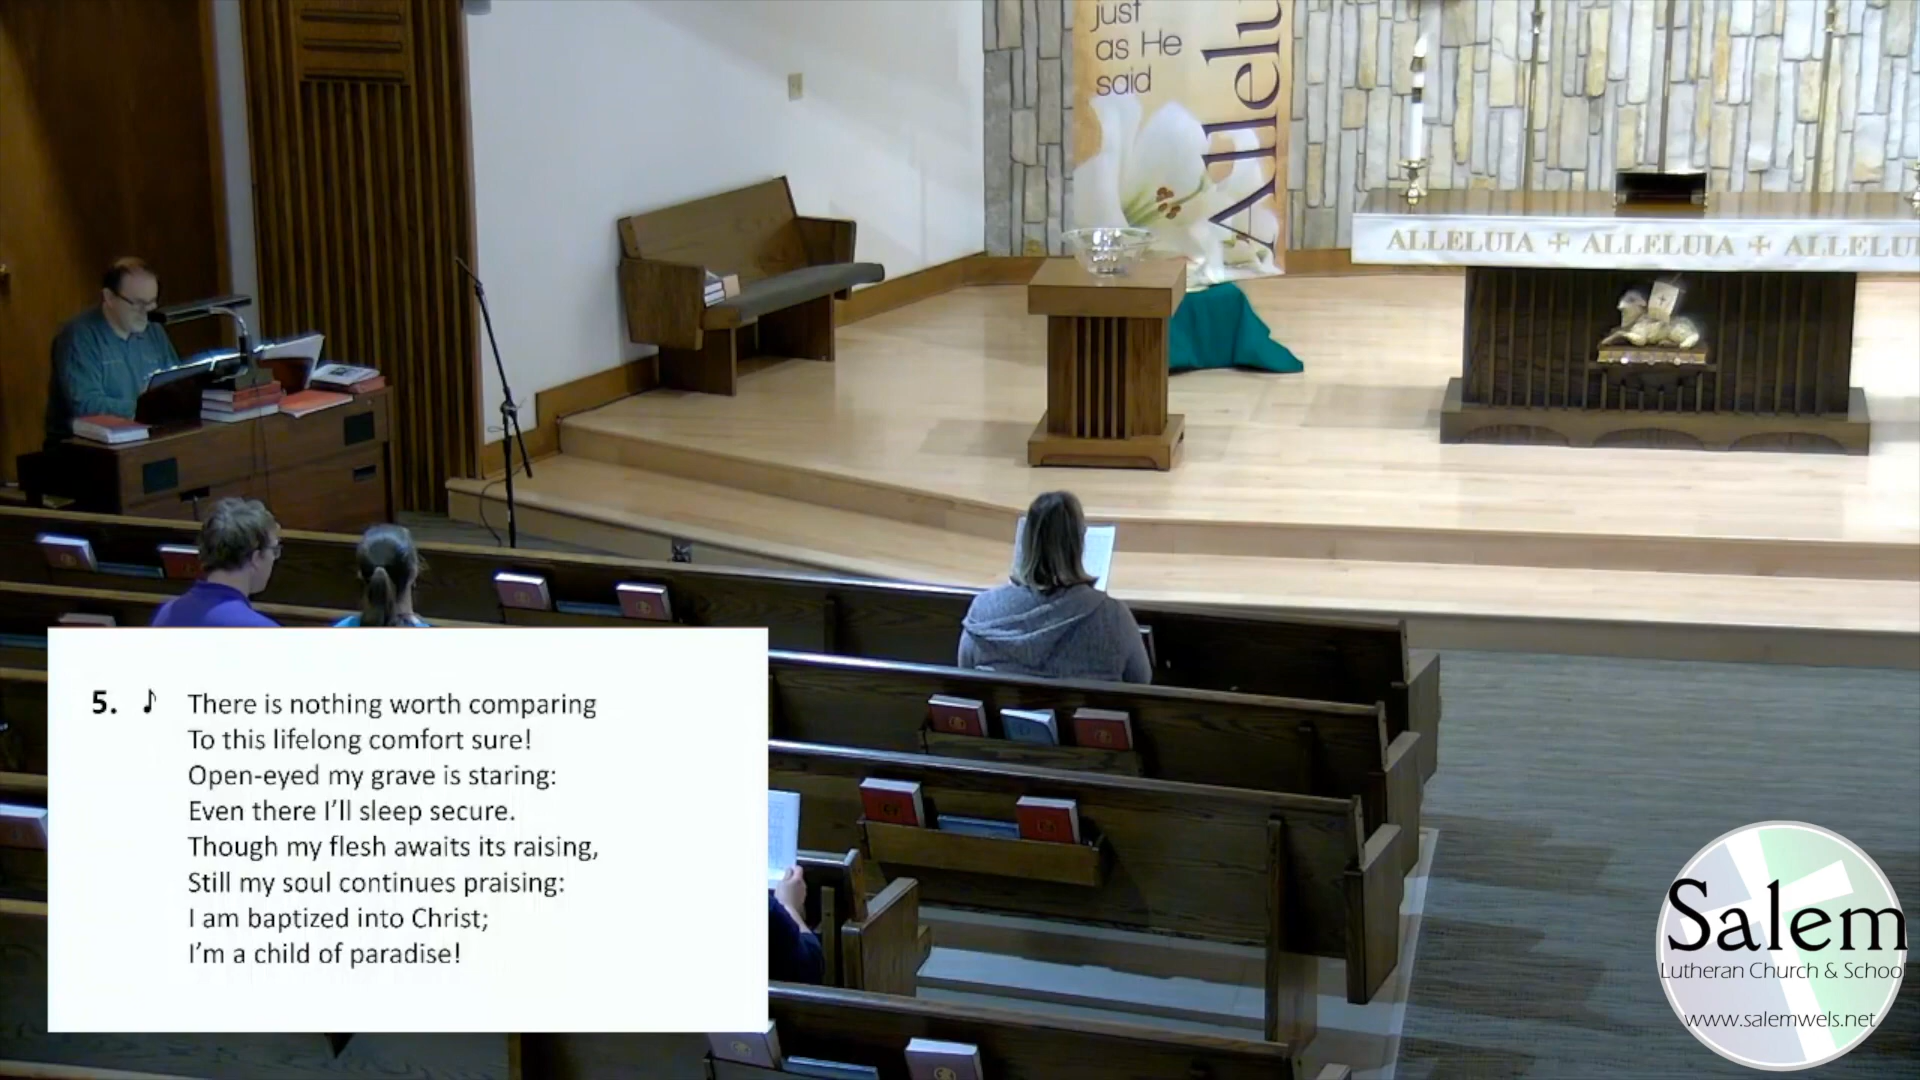 just
as He
said
Allelu
ALLELUIA ✠ ALLELUIA ✠ ALLELU
5. ♪ There is nothing worth comparing
To this lifelong comfort sure!
Open-eyed my grave is staring:
Even there I'll sleep secure.
Though my flesh awaits its raising,
Still my soul continues praising:
I am baptized into Christ;
I'm a child of paradise!
Salem
Lutheran Church & School
www.salemwels.net